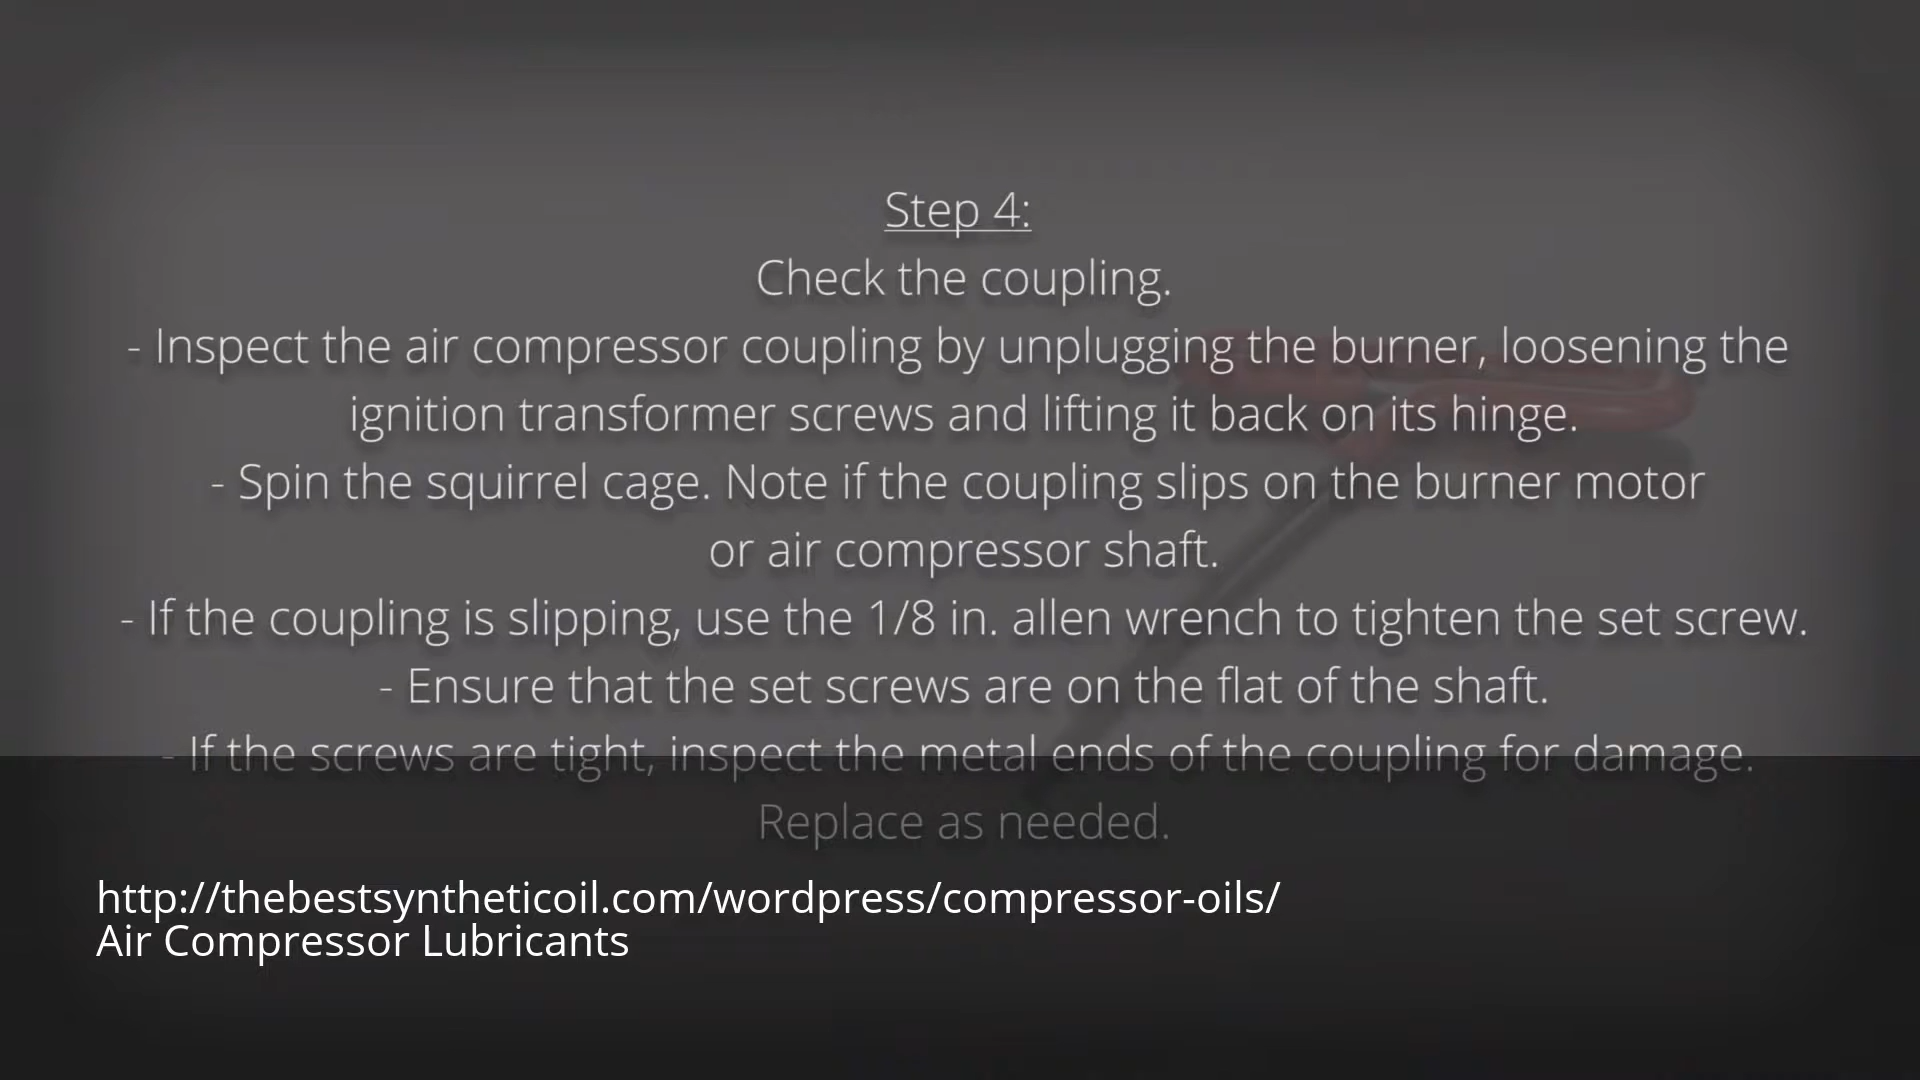 Step 4:
Check the coupling.
- Inspect the air compressor coupling by unplugging the burner, loosening the
ignition transformer screws and lifting it back on its hinge.
- Spin the squirrel cage. Note if the coupling slips on the burner motor
or air compressor shaft.
- If the coupling is slipping, use the 1/8 in. allen wrench to tighten the set screw.
- Ensure that the set screws are on the flat of the shaft.
- If the screws are tight, inspect the metal ends of the coupling for damage.
Replace as needed.
http://thebestsyntheticoil.com/wordpress/compressor-oils/
Air Compressor Lubricants